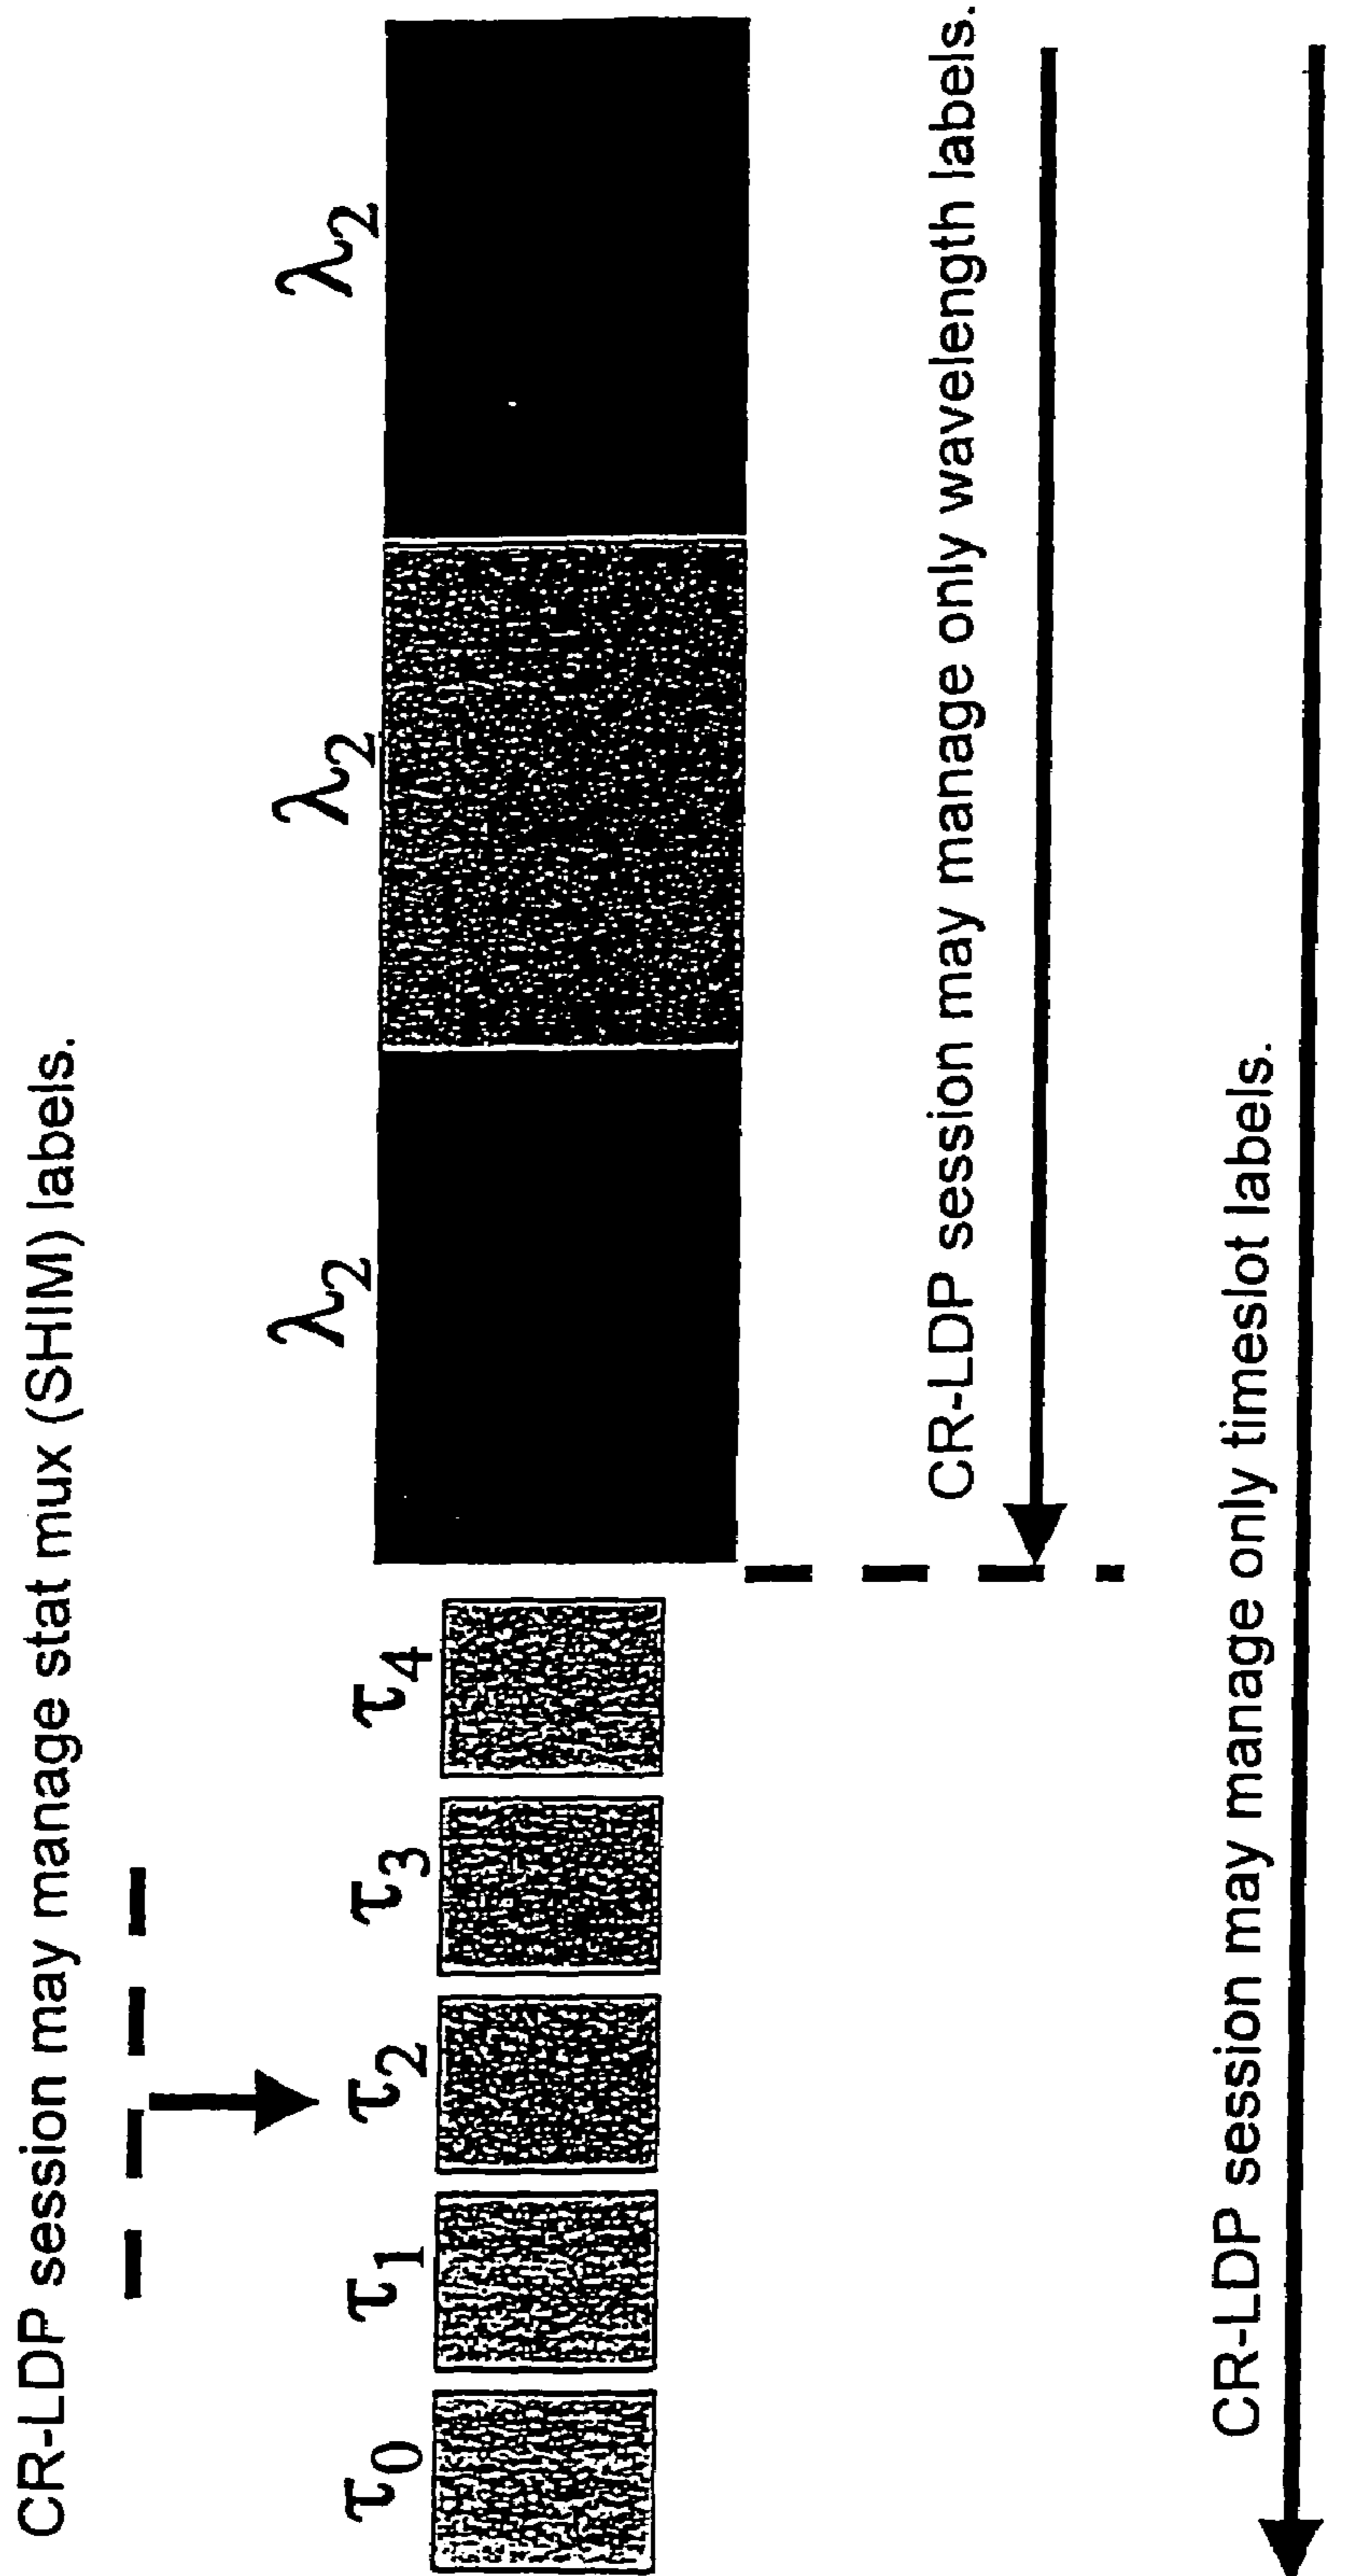 CR-LDP session may manage stat mux (SHIM) labels.
τ0 τ1 τ2 τ3 τ4 λ2 λ2 λ2
CR-LDP session may manage only wavelength labels.
CR-LDP session may manage only timeslot labels.